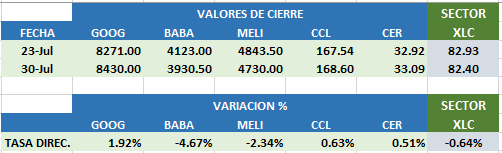 VALORES DE CIERRE SECTOR
FECHA GOOG BABA MELI CCL CER XLC
23-Jul 8271.00 4123.00 4843.50 167.54 32.92 82.93
30-Jul 8430.00 3930.50 4730.00 168.60 33.09 82.40
VARIACION % SECTOR
GOOG BABA MELI CCL CER XLC
TASA DIREC. 1.92% -4.67% -2.34% 0.63% 0.51% -0.64%